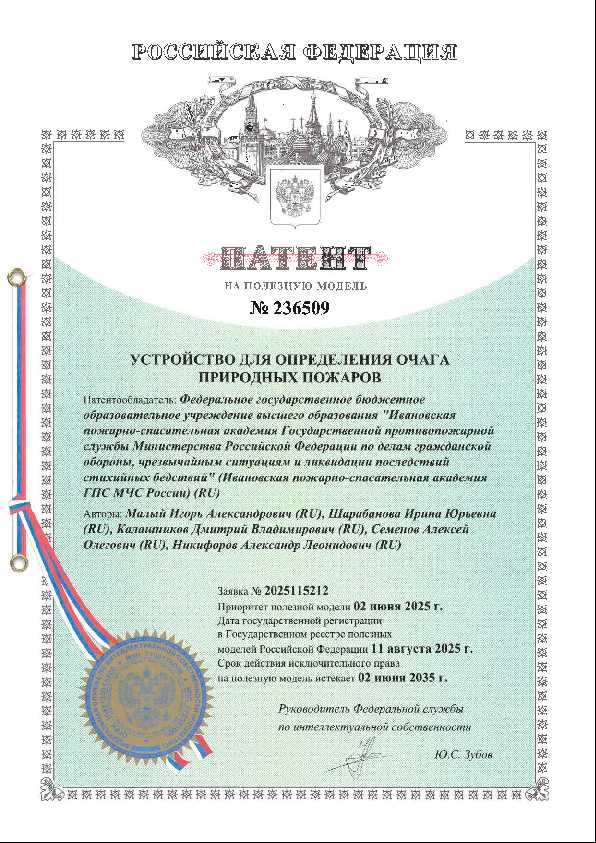 РОССИЙСКАЯ ФЕДЕРАЦИЯ
ПАТЕНТ
НА ПОЛЕЗНУЮ МОДЕЛЬ
№ 236509
УСТРОЙСТВО ДЛЯ ОПРЕДЕЛЕНИЯ ОЧАГА
ПРИРОДНЫХ ПОЖАРОВ
Патентообладатель: Федеральное государственное бюджетное
образовательное учреждение высшего образования "Ивановская
пожарно-спасательная академия Государственной противопожарной
службы Министерства Российской Федерации по делам гражданской
обороны, чрезвычайным ситуациям и ликвидации последствий
стихийных бедствий" (Ивановская пожарно-спасательная академия
ГПС МЧС России) (RU)
Авторы: Малый Игорь Александрович (RU), Шарабанова Ирина Юрьевна
(RU), Калашников Дмитрий Владимирович (RU), Семенов Алексей
Олегович (RU), Никифоров Александр Леонидович (RU)
Заявка № 2025115212
Приоритет полезной модели 02 июня 2025 г.
Дата государственной регистрации
в Государственном реестре полезных
моделей Российской Федерации 11 августа 2025 г.
Срок действия исключительного права
на полезную модель истекает 02 июня 2035 г.
Руководитель Федеральной службы
по интеллектуальной собственности
Ю.С. Зубов